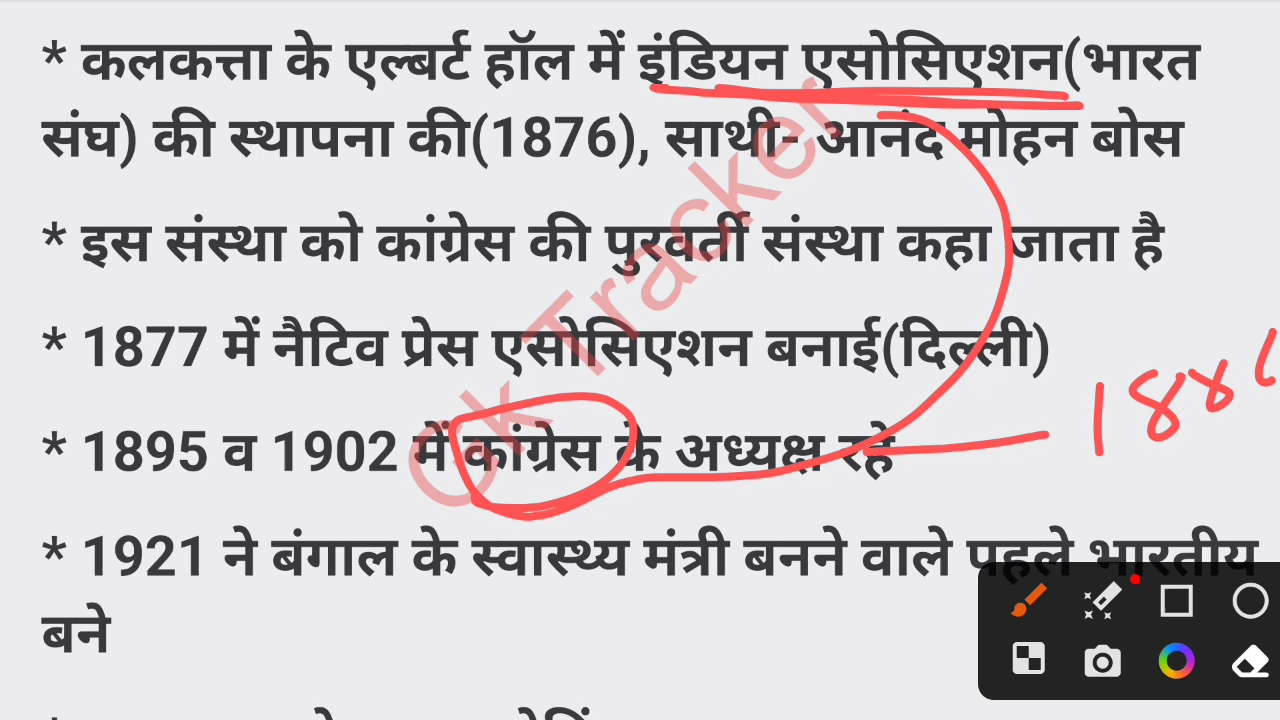 * कलकत्ता के एल्बर्ट हॉल में इंडियन एसोसिएशन(भारत
संघ) की स्थापना की(1876), साथी- आनंद मोहन बोस
* इस संस्था को कांग्रेस की पुरवर्ती संस्था कहा जाता है
* 1877 में नैटिव प्रेस एसोसिएशन बनाई(दिल्ली)
* 1895 व 1902 में कांग्रेस के अध्यक्ष रहे
188
* 1921 ने बंगाल के स्वास्थ्य मंत्री बनने वाले पहले भारतीय
बने
Gk Tracker